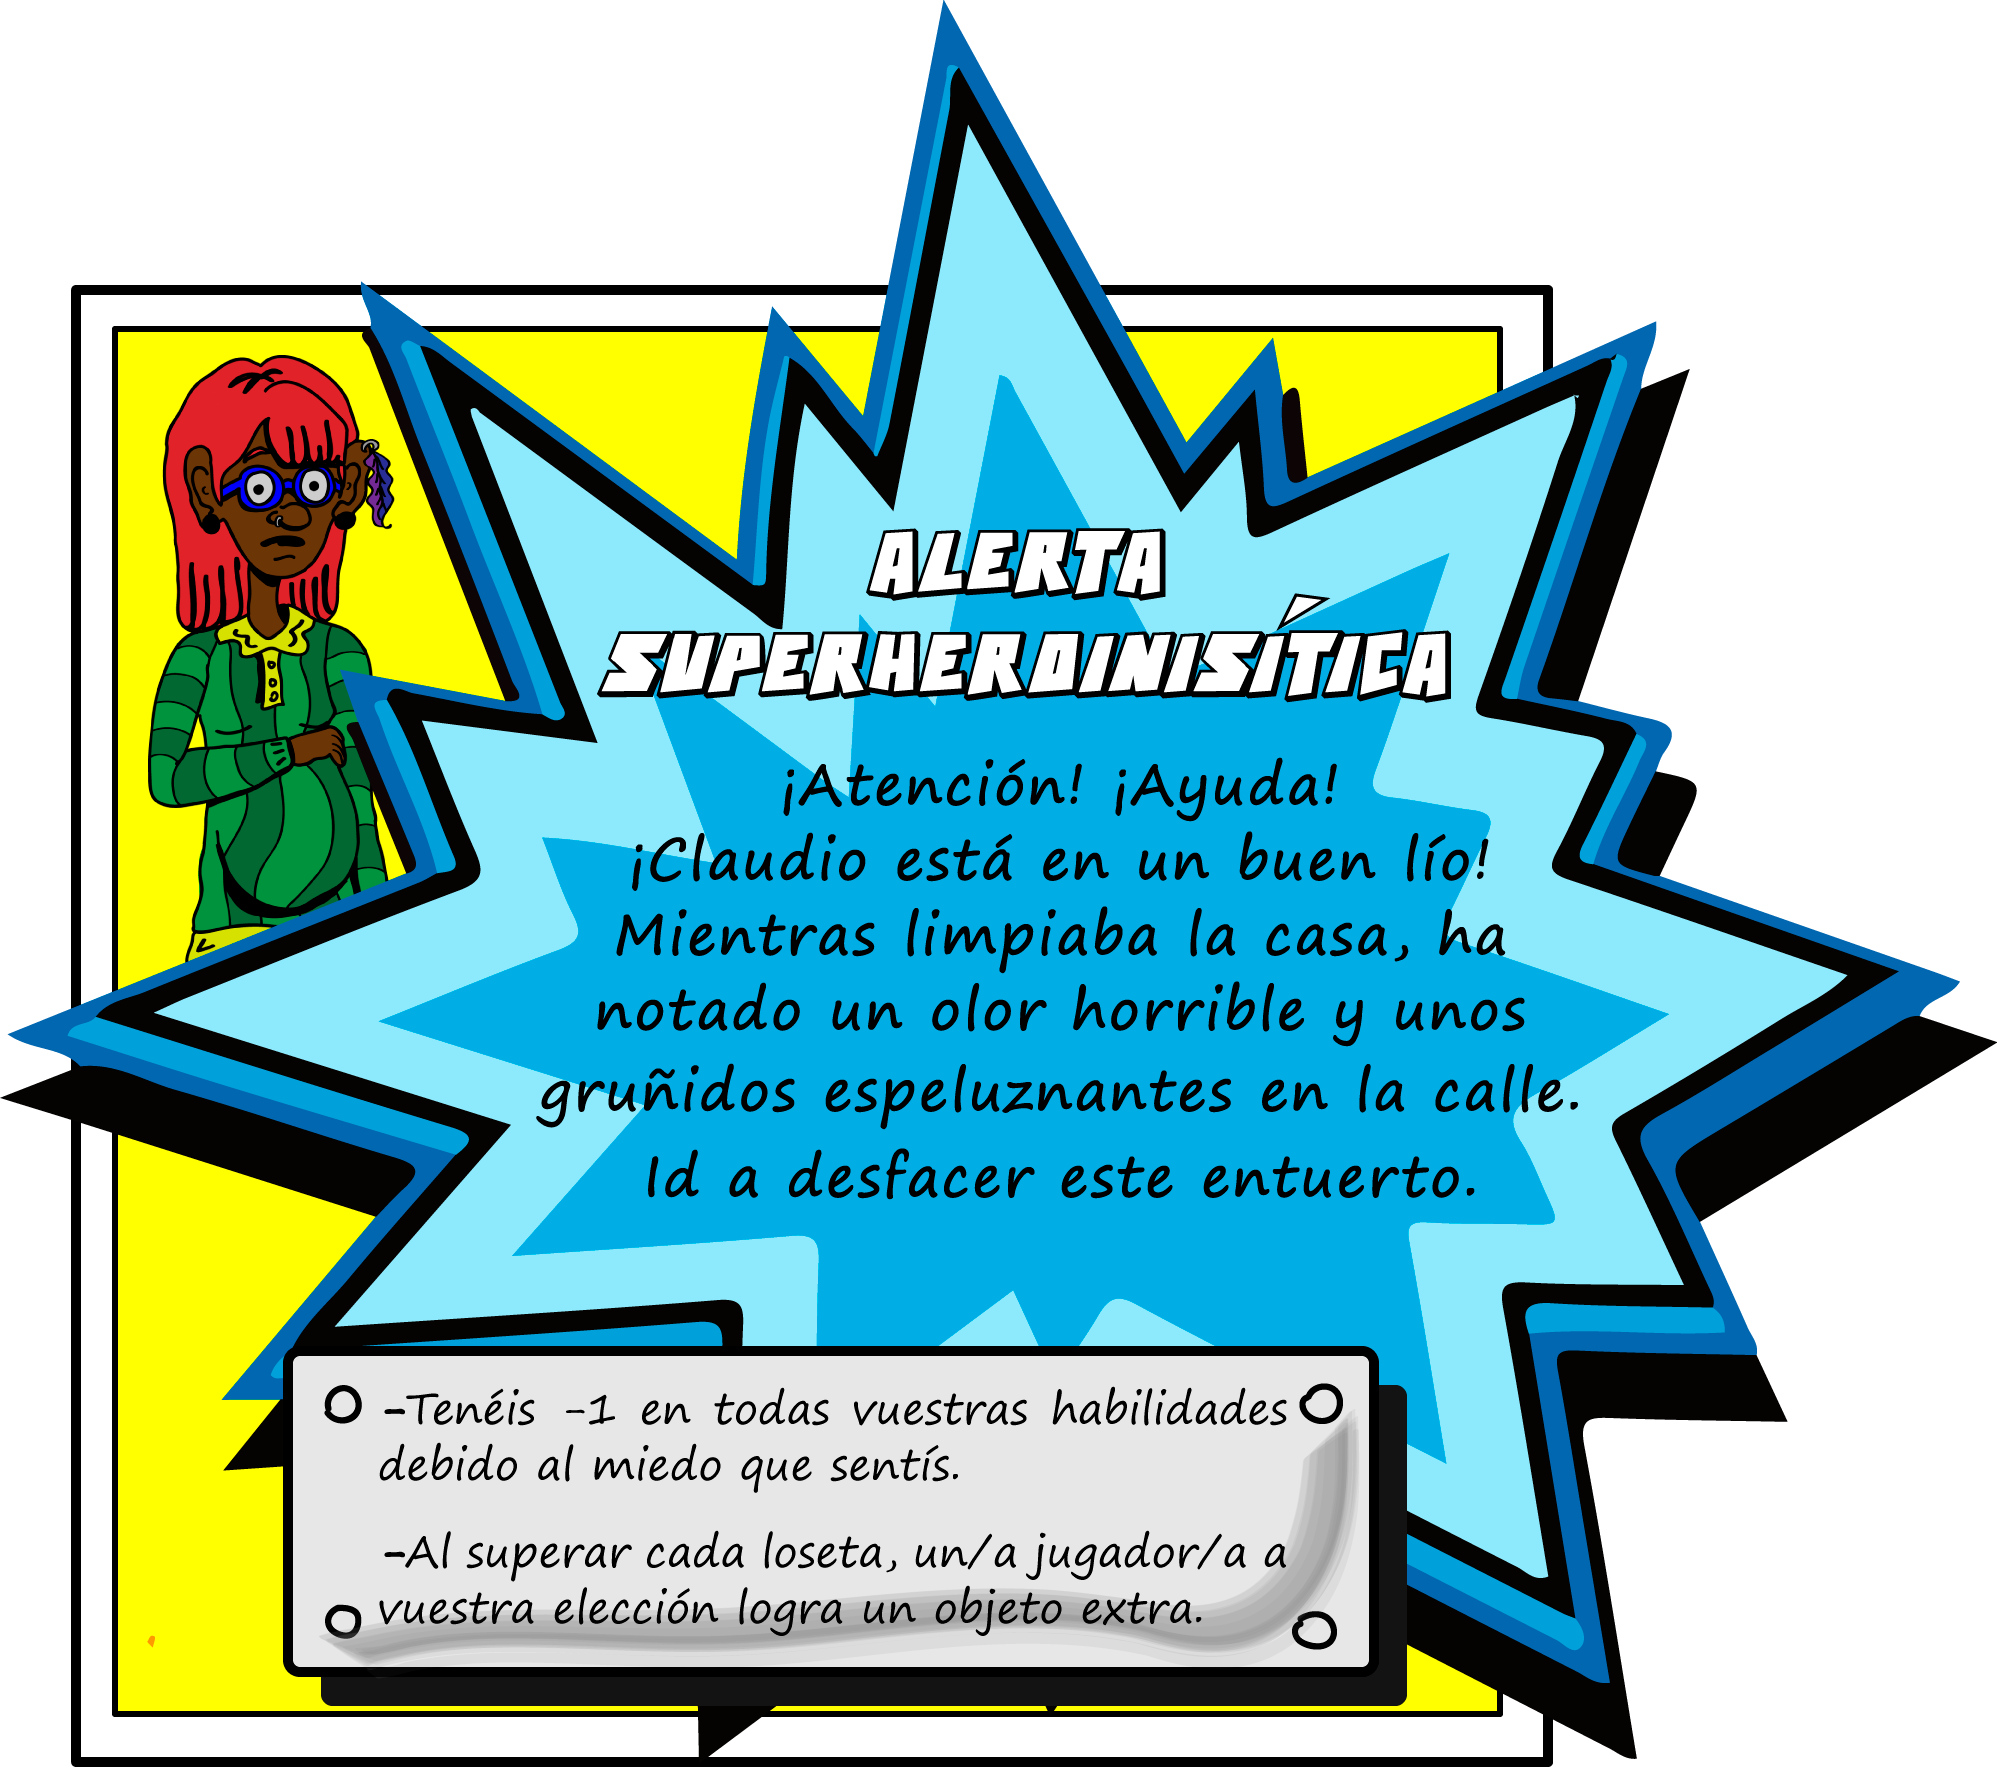 ALERTA
SUPERHEROINISÍTICA
¡Atención! ¡Ayuda!
¡Claudio está en un buen lío!
Mientras limpiaba la casa, ha
notado un olor horrible y unos
gruñidos espeluznantes en la calle.
Id a desfacer este entuerto.
-Tenéis -1 en todas vuestras habilidades
debido al miedo que sentís.
-Al superar cada loseta, un/a jugador/a a
vuestra elección logra un objeto extra.